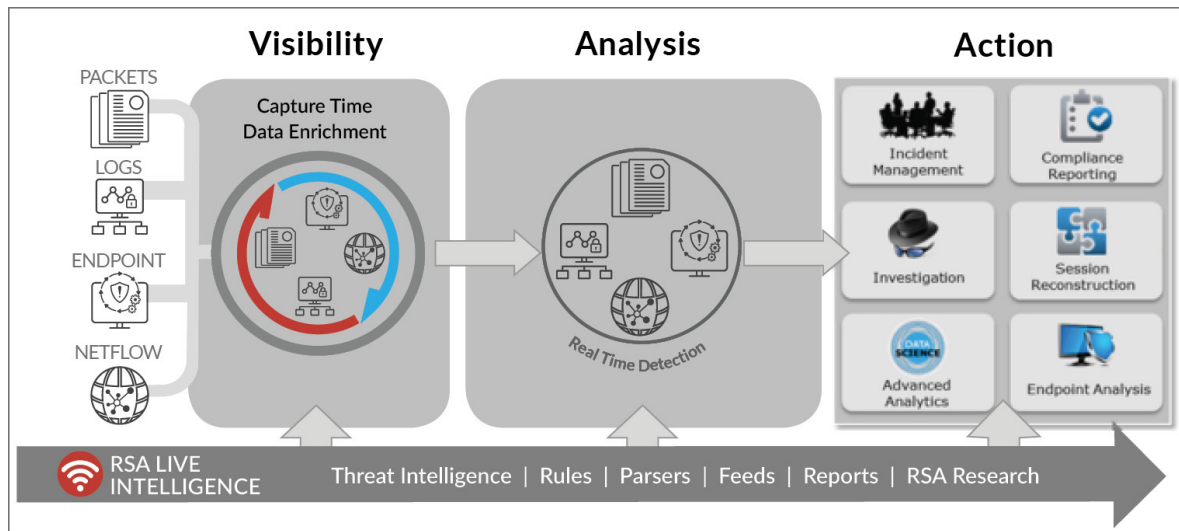 Visibility
Analysis
Action
PACKETS
LOGS
ENDPOINT
NETFLOW
Capture Time
Data Enrichment
Real Time Detection
Incident
Management
Compliance
Reporting
Investigation
Session
Reconstruction
DATA
SCIENCE
Advanced
Analytics
Endpoint Analysis
RSA LIVE
INTELLIGENCE
Threat Intelligence | Rules | Parsers | Feeds | Reports | RSA Research